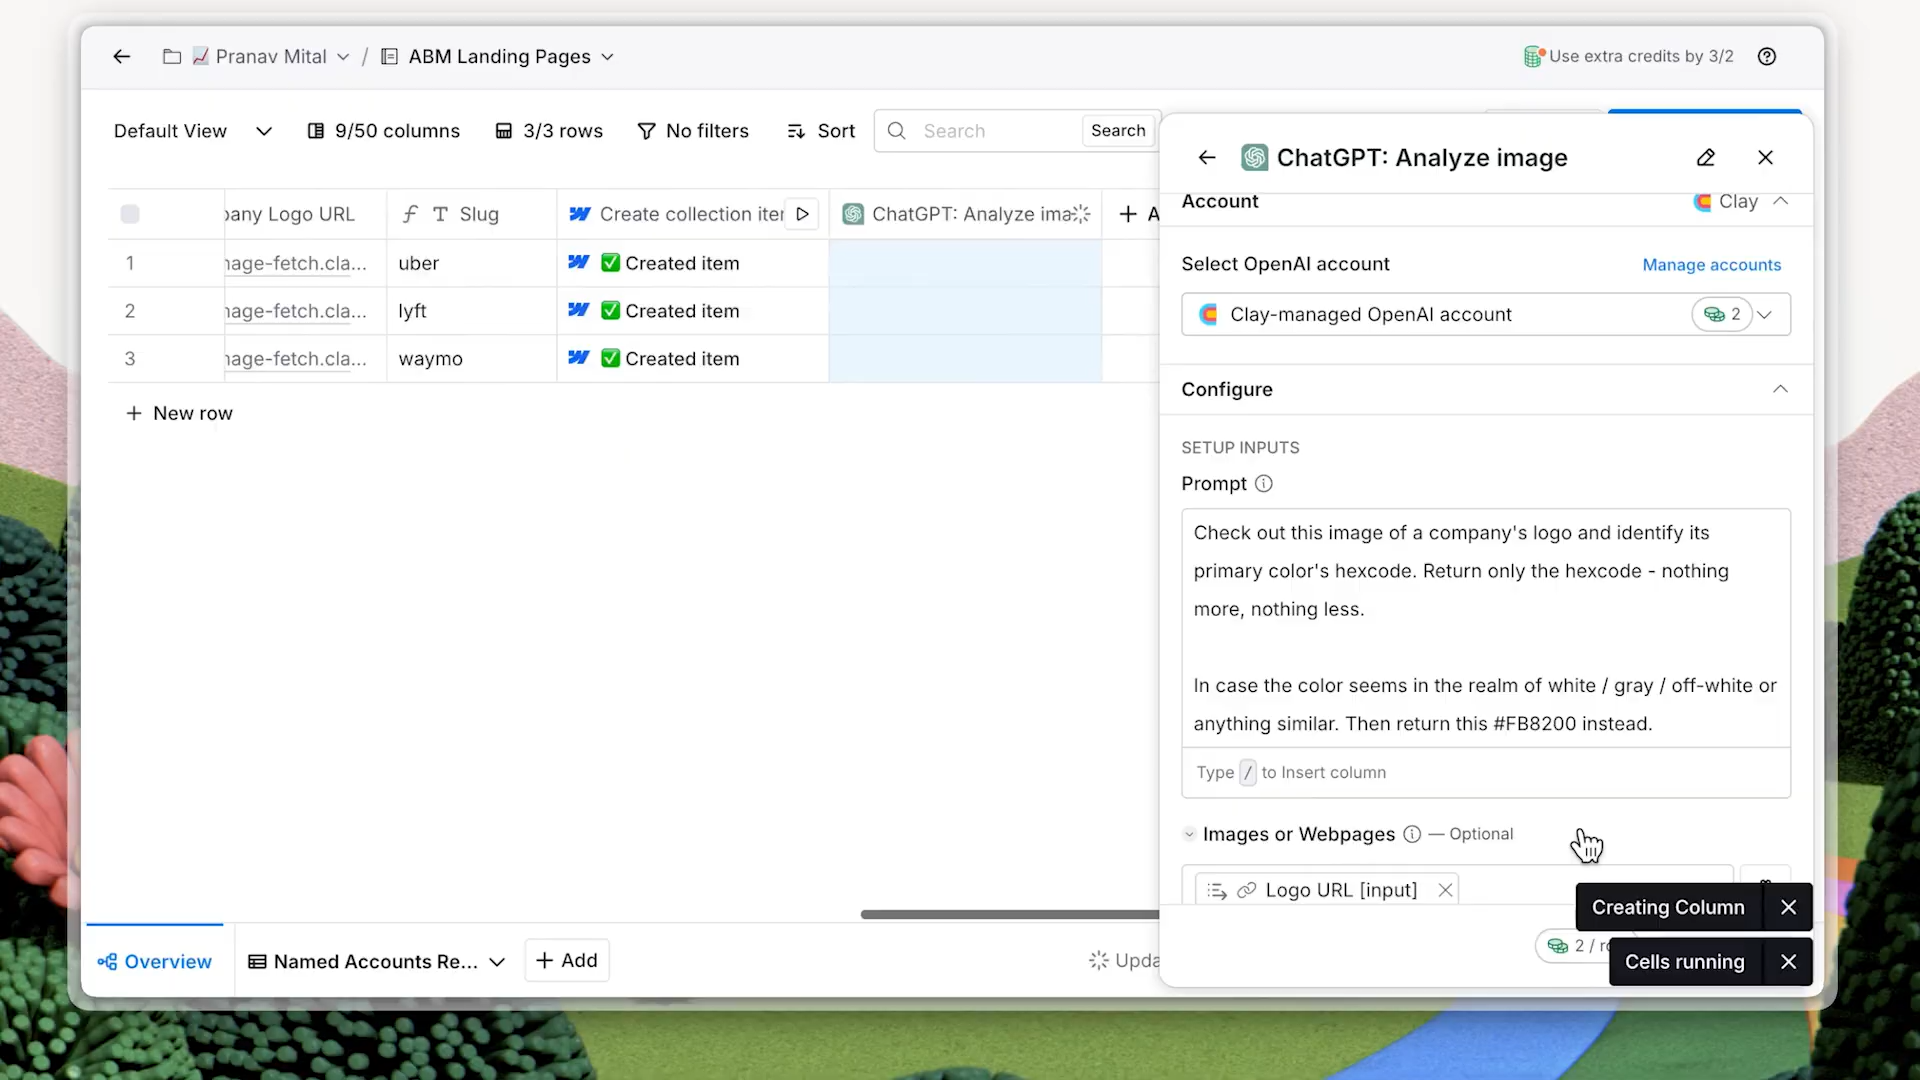 Pranav Mital / ABM Landing Pages
Use extra credits by 3/2
Default View
9/50 columns
3/3 rows
No filters
Sort
Search
Search
pany Logo URL
Slug
Create collection iter
ChatGPT: Analyze ima
+ A
1
nage-fetch.cla...
uber
✅ Created item
2
nage-fetch.cla...
lyft
✅ Created item
3
nage-fetch.cla...
waymo
✅ Created item
+ New row
ChatGPT: Analyze image
Account
Clay
Select OpenAI account
Manage accounts
Clay-managed OpenAI account
2
Configure
SETUP INPUTS
Prompt
Check out this image of a company's logo and identify its
primary color's hexcode. Return only the hexcode - nothing
more, nothing less.
In case the color seems in the realm of white / gray / off-white or
anything similar. Then return this #FB8200 instead.
Type / to Insert column
Images or Webpages — Optional
Logo URL [input]
Creating Column
2 / ro
Cells running
Overview
Named Accounts Re...
+ Add
Upda